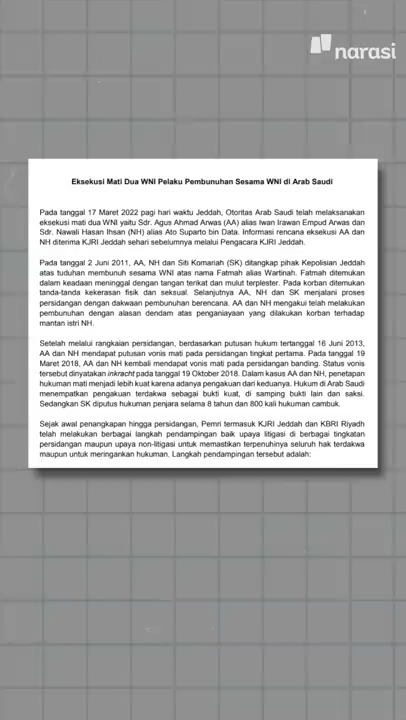 narasi
Eksekusi Mati Dua WNI Pelaku Pembunuhan Sesama WNI di Arab Saudi
Pada tanggal 17 Maret 2022 pagi hari waktu Jeddah, Otoritas Arab Saudi telah melaksanakan
eksekusi mati dua WNI yaitu Sdr. Agus Ahmad Arwas (AA) alias Iwan Irawan Empud Arwas dan
Sdr. Nawali Hasan Ihsan (NH) alias Ato Suparto bin Data. Informasi rencana eksekusi AA dan
NH diterima KJRI Jeddah sehari sebelumnya melalui Pengacara KJRI Jeddah.
Pada tanggal 2 Juni 2011, AA, NH dan Siti Komariah (SK) ditangkap pihak Kepolisian Jeddah
atas tuduhan membunuh sesama WNI atas nama Fatmah alias Wartinah. Fatmah ditemukan
dalam keadaan meninggal dengan tangan terikat dan mulut terplester. Pada korban ditemukan
tanda-tanda kekerasan fisik dan seksual. Selanjutnya AA, NH dan SK menjalani proses
persidangan dengan dakwaan pembunuhan berencana. AA dan NH mengakui telah melakukan
pembunuhan dengan alasan dendam atas penganiayaan yang dilakukan korban terhadap
mantan istri NH.
Setelah melalui rangkaian persidangan, berdasarkan putusan hukum tertanggal 16 Juni 2013,
AA dan NH mendapat putusan vonis mati pada persidangan tingkat pertama. Pada tanggal 19
Maret 2018, AA dan NH kembali mendapat vonis mati pada persidangan banding. Status vonis
tersebut dinyatakan inkracht pada tanggal 19 Oktober 2018. Dalam kasus AA dan NH, penetapan
hukuman mati menjadi lebih kuat karena adanya pengakuan dari keduanya. Hukum di Arab Saudi
menempatkan pengakuan terdakwa sebagai bukti kuat, di samping bukti lain dan saksi.
Sedangkan SK diputus hukuman penjara selama 8 tahun dan 800 kali hukuman cambuk.
Sejak awal penangkapan hingga persidangan, Pemri termasuk KJRI Jeddah dan KBRI Riyadh
telah melakukan berbagai langkah pendampingan baik upaya litigasi di berbagai tingkatan
persidangan maupun upaya non-litigasi untuk memastikan terpenuhinya seluruh hak terdakwa
maupun untuk meringankan hukuman. Langkah pendampingan tersebut adalah: